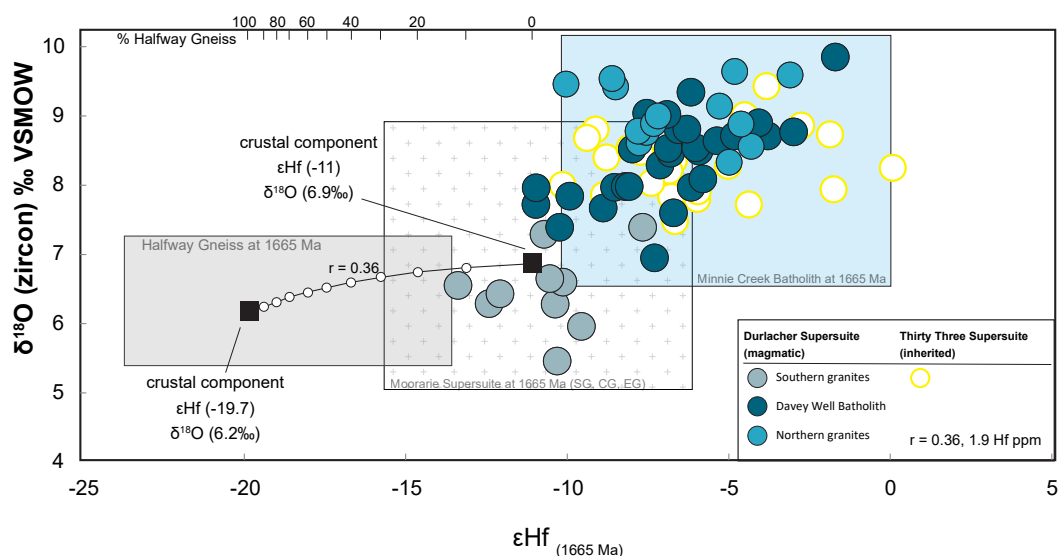 100 80 60 40 20 0
% Halfway Gneiss
10
9
8
7
6
5
4
δ¹⁸O (zircon) ‰ VSMOW
crustal component
εHf (-11)
δ¹⁸O (6.9‰)
Halfway Gneiss at 1665 Ma
r = 0.36
crustal component
εHf (-19.7)
δ¹⁸O (6.2‰)
Moorarie Supersuite at 1665 Ma (SG, CG, EG)
Minnie Creek Batholith at 1665 Ma
Durlacher Supersuite
(magmatic)
Thirty Three Supersuite
(inherited)
Southern granites
Davey Well Batholith
Northern granites
r = 0.36, 1.9 Hf ppm
-25 -20 -15 -10 -5 0 5
εHf (1665 Ma)